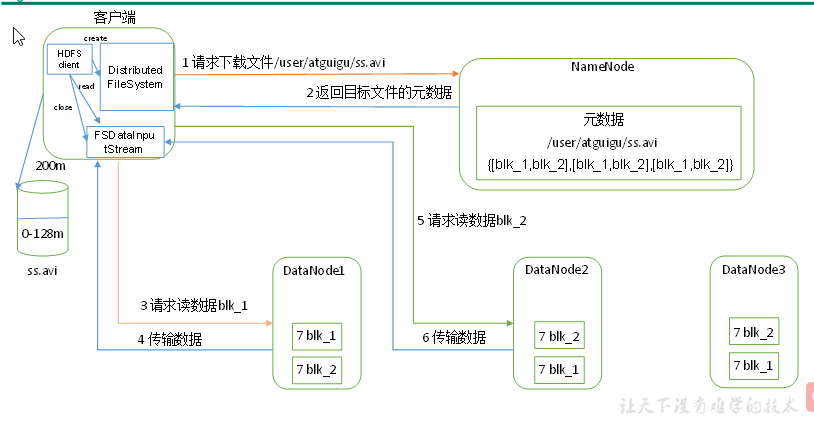 客户端
create
HDFS
client
Distributed
FileSystem
read
close
FSDataInpu
tStream
1 请求下载文件/user/atguigu/ss.avi
2 返回目标文件的元数据
NameNode
元数据
/user/atguigu/ss.avi
{[blk_1,blk_2],[blk_1,blk_2],[blk_1,blk_2]}
200m
0-128m
ss.avi
3 请求读数据blk_1
4 传输数据
5 请求读数据blk_2
6 传输数据
DataNode1
7 blk_1
7 blk_2
DataNode2
7 blk_2
7 blk_1
DataNode3
7 blk_2
7 blk_1
让天下没有难学的技术